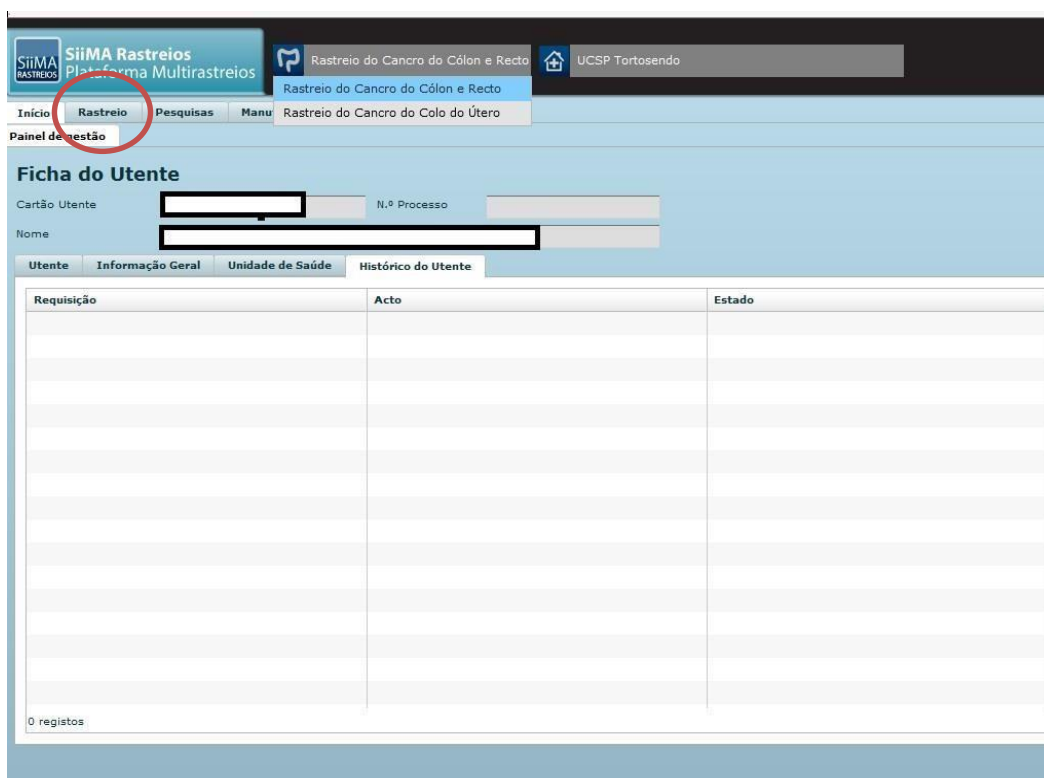 SiiMA
RASTREIOS
SiiMA Rastreios
Plataforma Multirastreios
Rastreio do Cancro do Cólon e Recto
UCSP Tortosendo
Rastreio do Cancro do Cólon e Recto
Rastreio do Cancro do Colo do Útero
Início Rastreio Pesquisas Manu
Painel de gestão
Ficha do Utente
Cartão Utente N.º Processo
Nome
Utente Informação Geral Unidade de Saúde Histórico do Utente
Requisição Acto Estado
0 registos